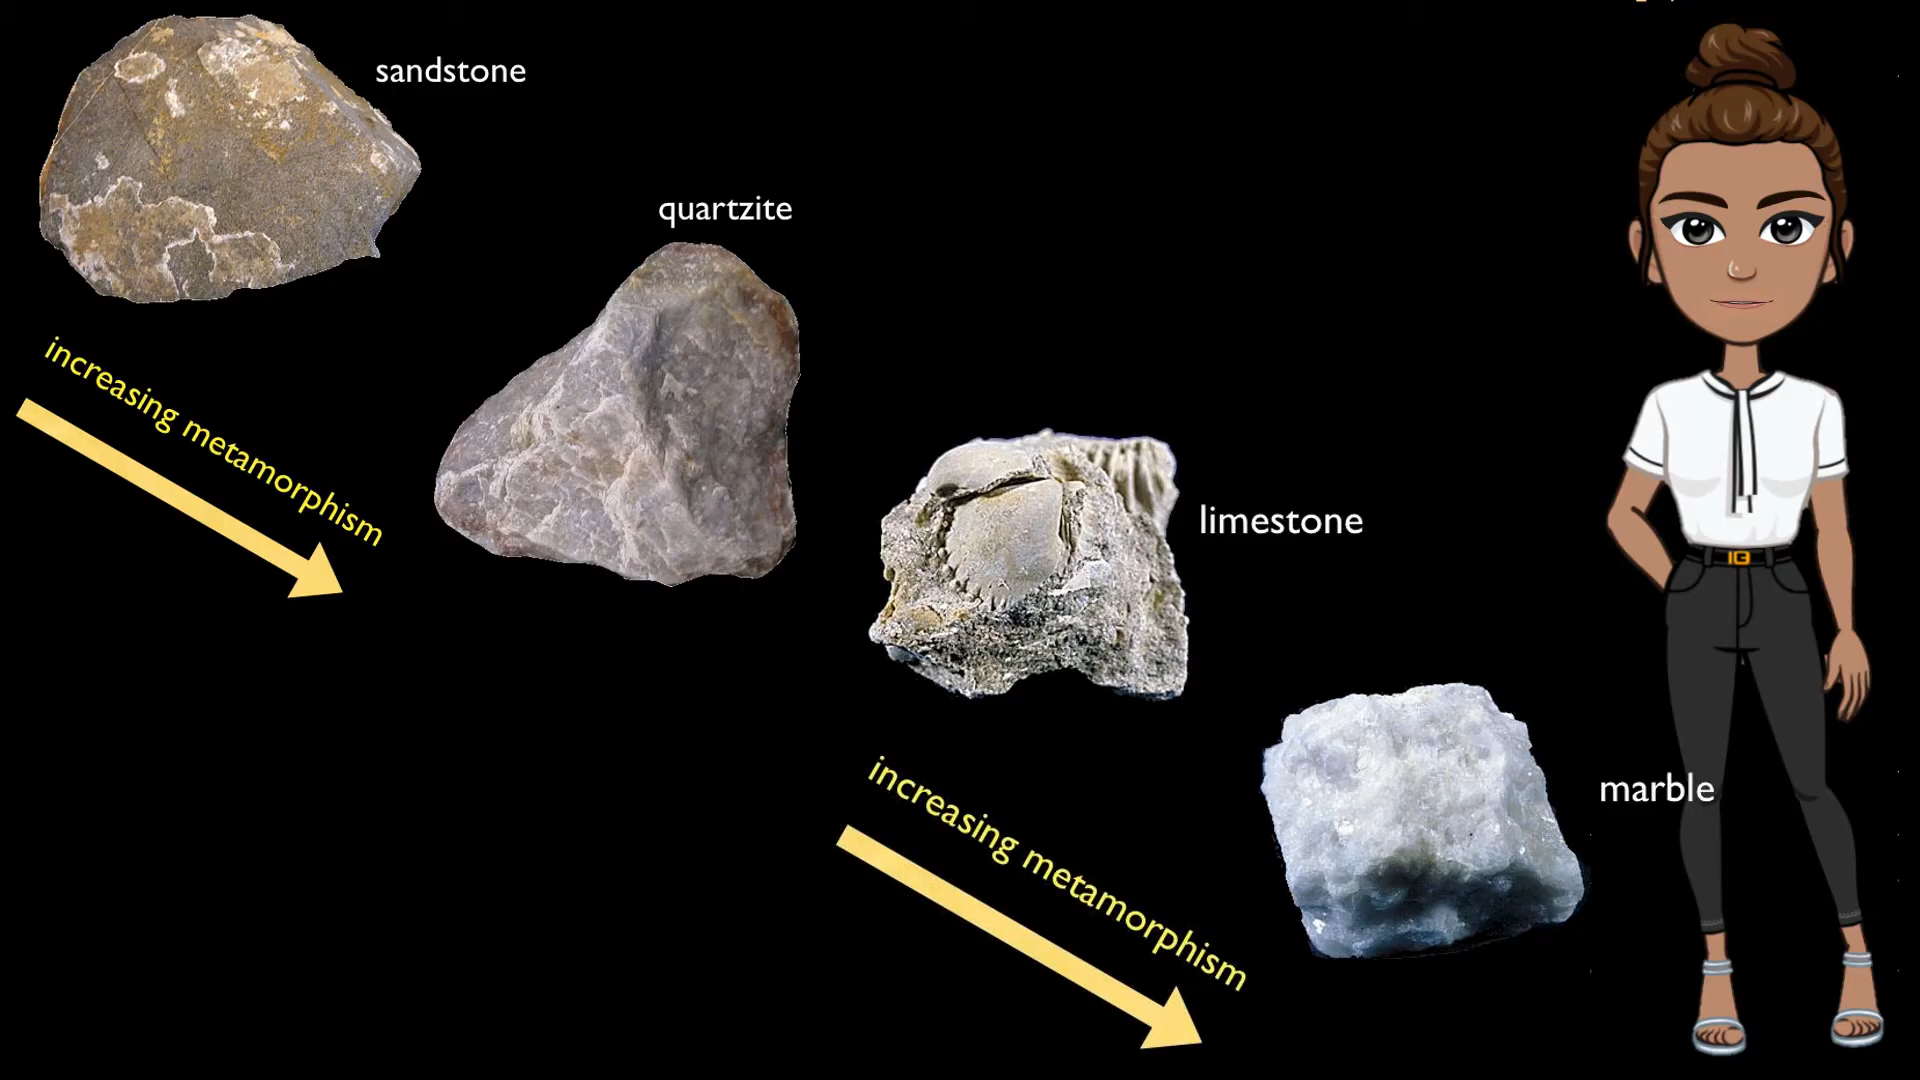 sandstone
quartzite
increasing metamorphism
limestone
marble
increasing metamorphism